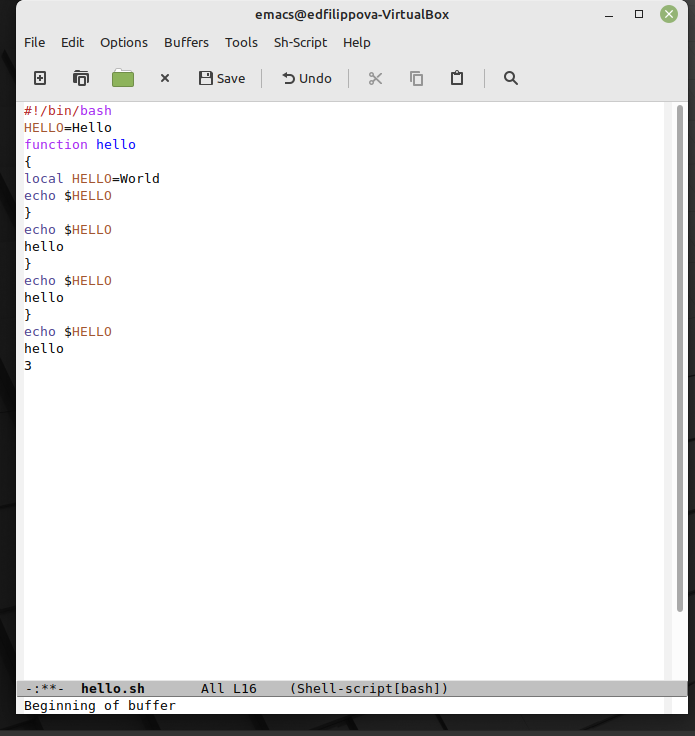 emacs@edfilippova-VirtualBox
File Edit Options Buffers Tools Sh-Script Help
Save Undo
#!/bin/bash
HELLO=Hello
function hello
{
local HELLO=World
echo $HELLO
}
echo $HELLO
hello
}
echo $HELLO
hello
}
echo $HELLO
hello
3
-:**-  hello.sh       All L16    (Shell-script[bash])
Beginning of buffer